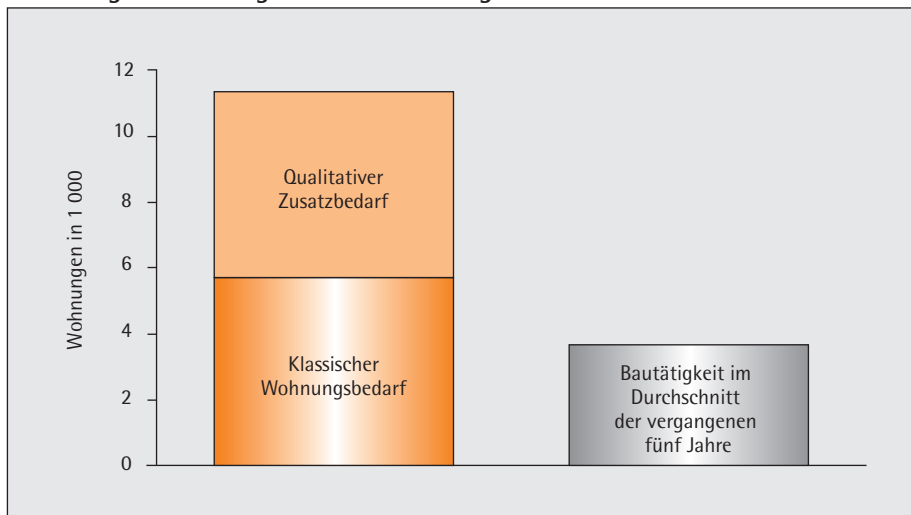 12
10
8
6
4
2
0
Wohnungen in 1 000
Qualitativer
Zusatzbedarf
Klassischer
Wohnungsbedarf
Bautätigkeit im
Durchschnitt
der vergangenen
fünf Jahre